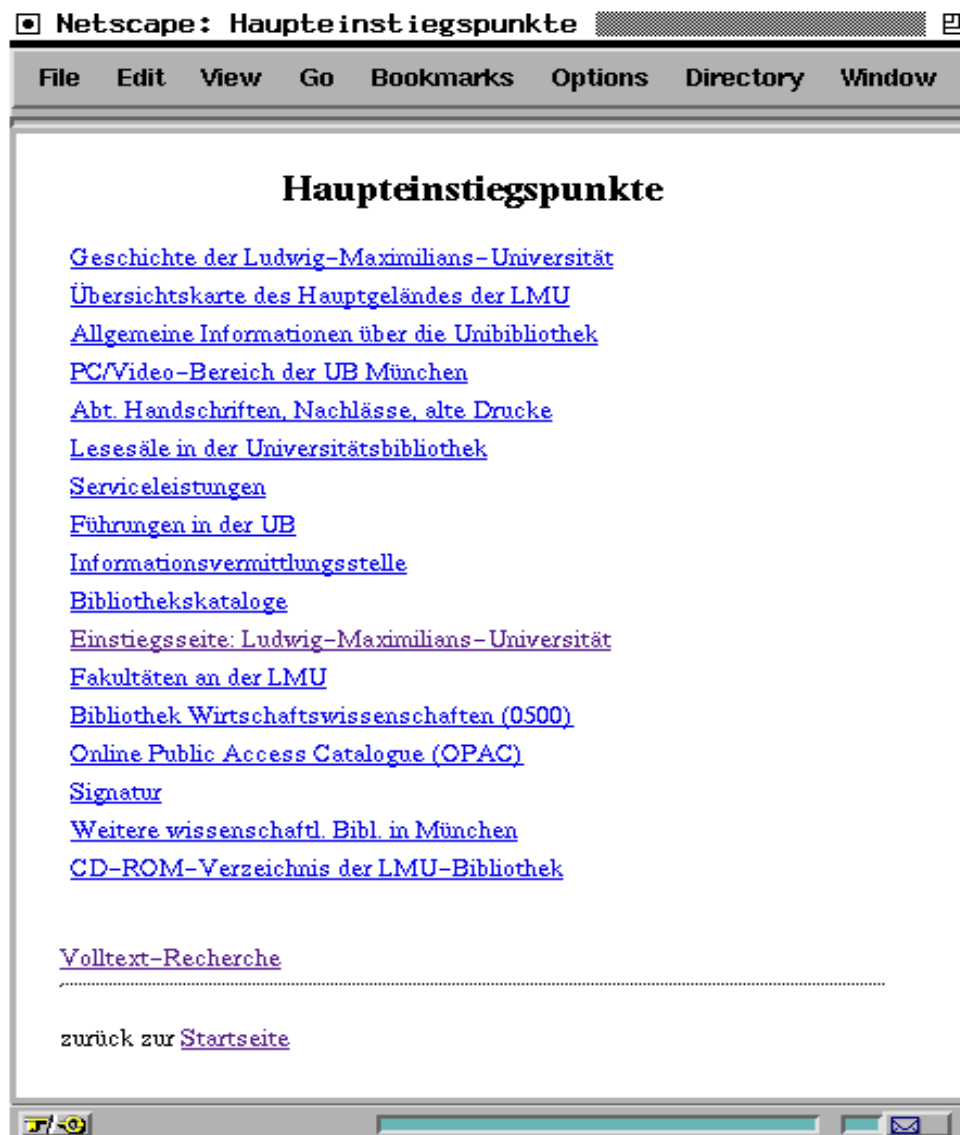 Netscape: Haupteinstiegspunkte
File Edit View Go Bookmarks Options Directory Window
Haupteinstiegspunkte
Geschichte der Ludwig-Maximilians-Universität
Übersichtskarte des Hauptgeländes der LMU
Allgemeine Informationen über die Unibibliothek
PC/Video-Bereich der UB München
Abt. Handschriften, Nachlässe, alte Drucke
Lesesäle in der Universitätsbibliothek
Serviceleistungen
Führungen in der UB
Informationsvermittlungsstelle
Bibliothekskataloge
Einstiegsseite: Ludwig-Maximilians-Universität
Fakultäten an der LMU
Bibliothek Wirtschaftswissenschaften (0500)
Online Public Access Catalogue (OPAC)
Signatur
Weitere wissenschaftl. Bibl. in München
CD-ROM-Verzeichnis der LMU-Bibliothek
Volltext-Recherche
zurück zur Startseite